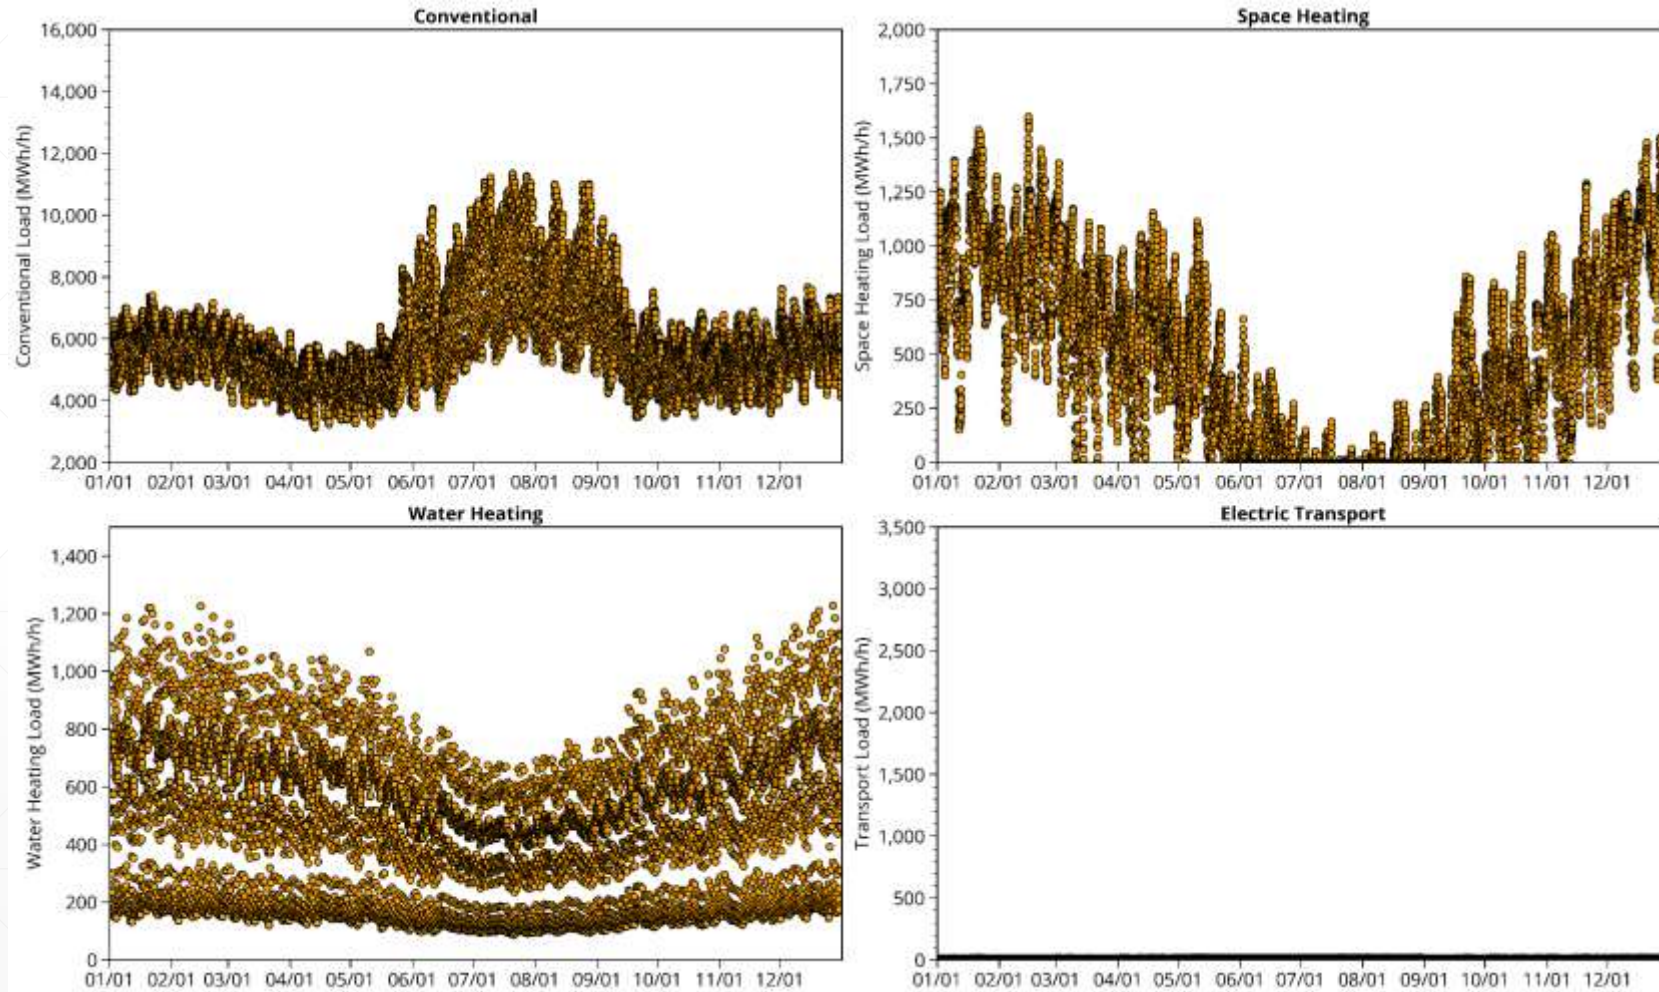 Conventional
Conventional Load (MWh/h)
16,000
14,000
12,000
10,000
8,000
6,000
4,000
2,000
01/01 02/01 03/01 04/01 05/01 06/01 07/01 08/01 09/01 10/01 11/01 12/01
Space Heating
Space Heating Load (MWh/h)
2,000
1,750
1,500
1,250
1,000
750
500
250
0
01/01 02/01 03/01 04/01 05/01 06/01 07/01 08/01 09/01 10/01 11/01 12/01
Water Heating
Water Heating Load (MWh/h)
1,400
1,200
1,000
800
600
400
200
0
01/01 02/01 03/01 04/01 05/01 06/01 07/01 08/01 09/01 10/01 11/01 12/01
Electric Transport
Transport Load (MWh/h)
3,500
3,000
2,500
2,000
1,500
1,000
500
0
01/01 02/01 03/01 04/01 05/01 06/01 07/01 08/01 09/01 10/01 11/01 12/01